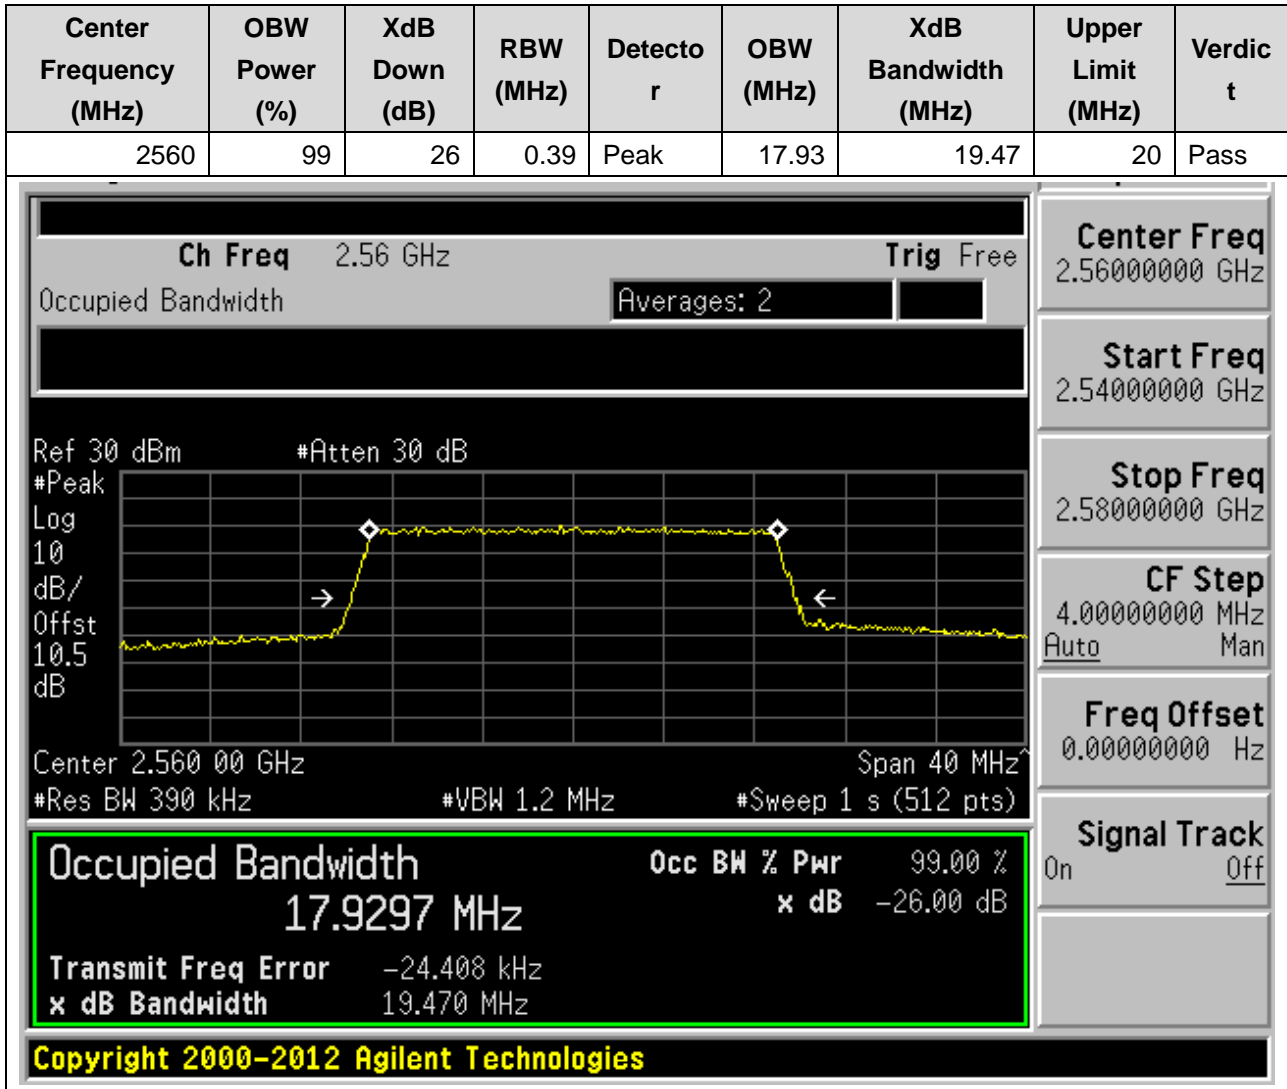 Center Frequency (MHz) OBW Power (%) XdB Down (dB) RBW (MHz) Detecto r OBW (MHz) XdB Bandwidth (MHz) Upper Limit (MHz) Verdic t
2560 99 26 0.39 Peak 17.93 19.47 20 Pass
Ch Freq 2.56 GHz Trig Free
Occupied Bandwidth Averages: 2
Ref 30 dBm #Atten 30 dB
#Peak
Log
10
dB/
Offst
10.5
dB
Center 2.560 00 GHz Span 40 MHz^
#Res BW 390 kHz #VBW 1.2 MHz #Sweep 1 s (512 pts)
Occupied Bandwidth Occ BW % Pwr 99.00 %
17.9297 MHz x dB -26.00 dB
Transmit Freq Error -24.408 kHz
x dB Bandwidth 19.470 MHz
Copyright 2000-2012 Agilent Technologies
Center Freq
2.56000000 GHz
Start Freq
2.54000000 GHz
Stop Freq
2.58000000 GHz
CF Step
4.00000000 MHz
Auto Man
Freq Offset
0.00000000 Hz
Signal Track
On Off